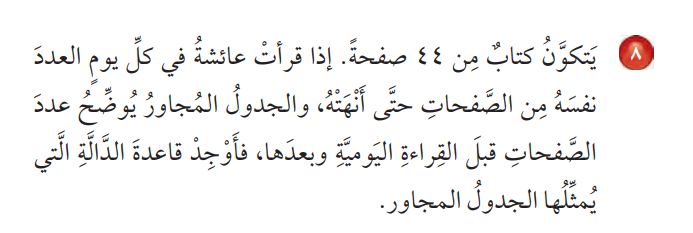 ٨ يَتكوَّنُ كتابٌ مِن ٤٤ صفحةً. إذا قرأتْ عائشةُ في كلِّ يومٍ العددَ
نفسَهُ مِن الصَّفحاتِ حتَّى أَنْهَتْهُ، والجدولُ المُجاورُ يُوضِّحُ عددَ
الصَّفحاتِ قبلَ القِراءةِ اليَوميَّةِ وبعدَها، فأَوْجِدْ قاعدةَ الدَّالَّةِ الَّتي
يُمثِّلُها الجدولُ المجاور.